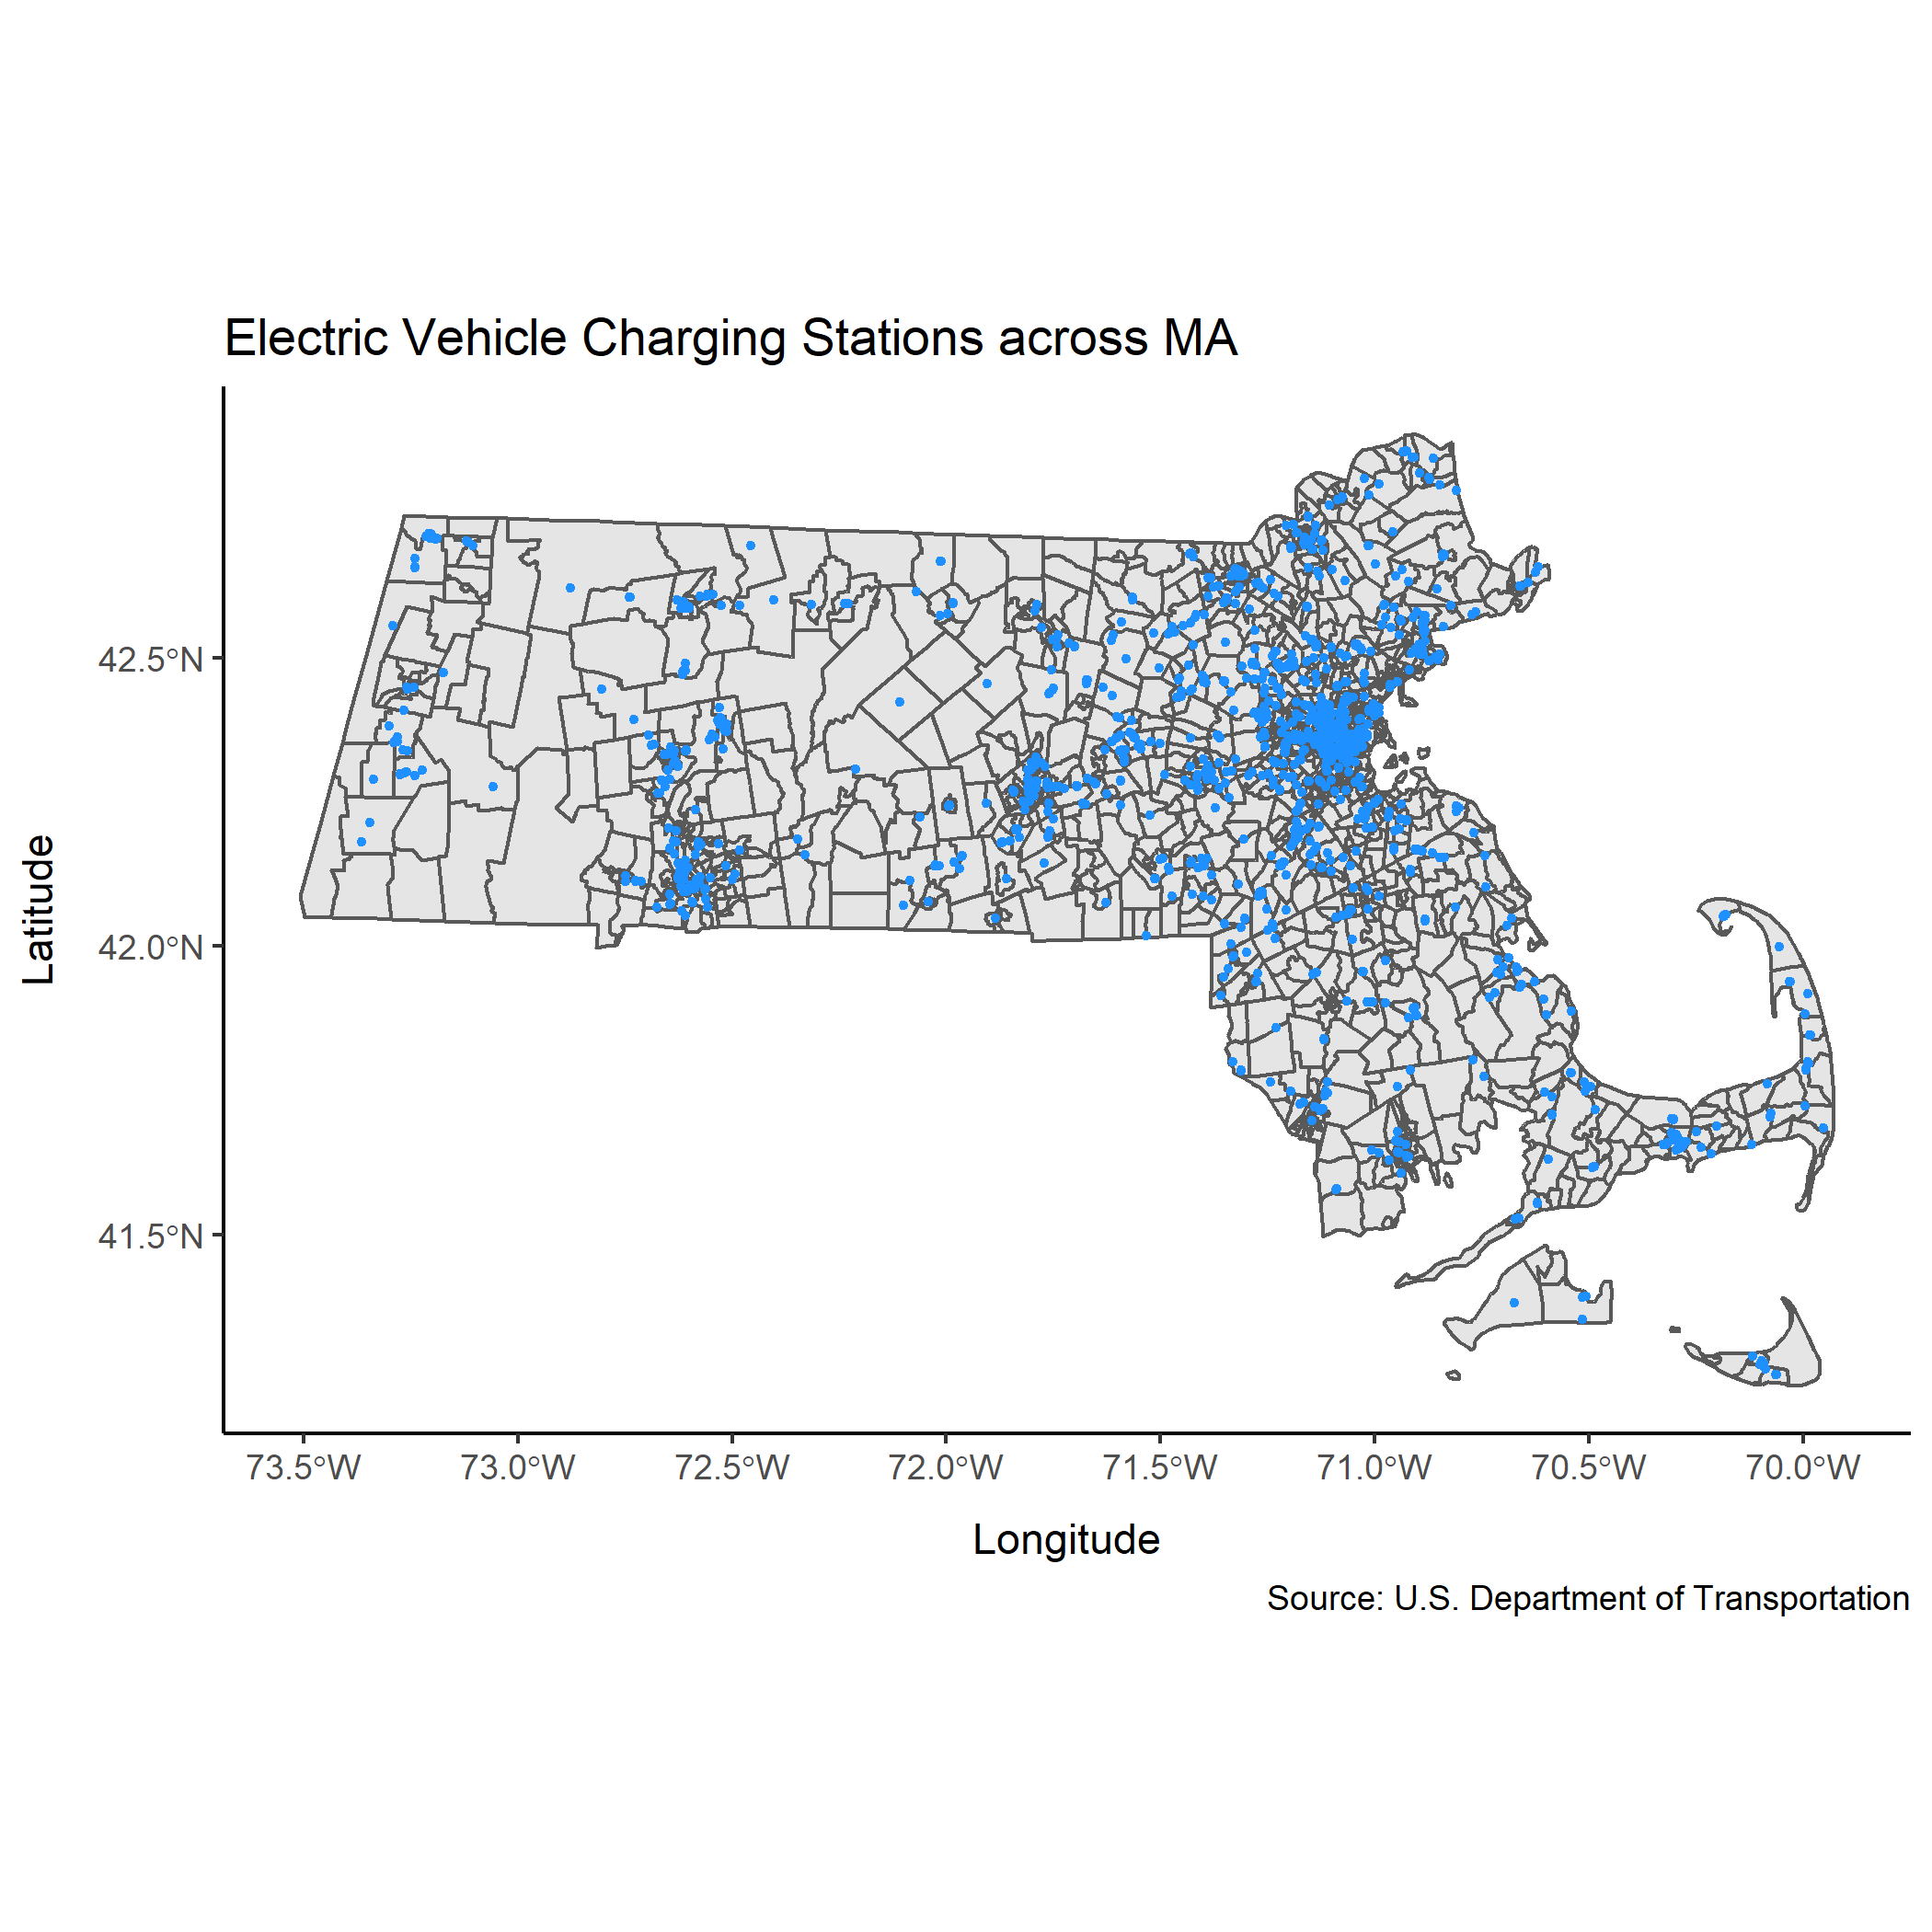 Electric Vehicle Charging Stations across MA
Latitude
42.5°N
42.0°N
41.5°N
73.5°W 73.0°W 72.5°W 72.0°W 71.5°W 71.0°W 70.5°W 70.0°W
Longitude
Source: U.S. Department of Transportation